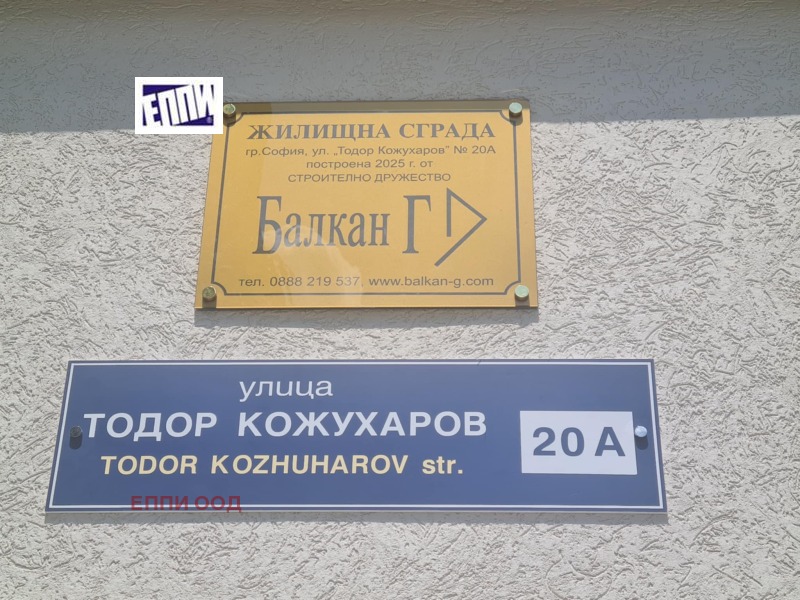 ЕППИ
ЖИЛИЩНА СГРАДА
гр.София, ул. „Тодор Кожухаров" № 20А
построена 2025 г. от
СТРОИТЕЛНО ДРУЖЕСТВО
Балкан Г
тел. 0888 219 537, www.balkan-g.com
улица
ТОДОР КОЖУХАРОВ
20 А
TODOR KOZHUHAROV str.
ЕППИ ООД